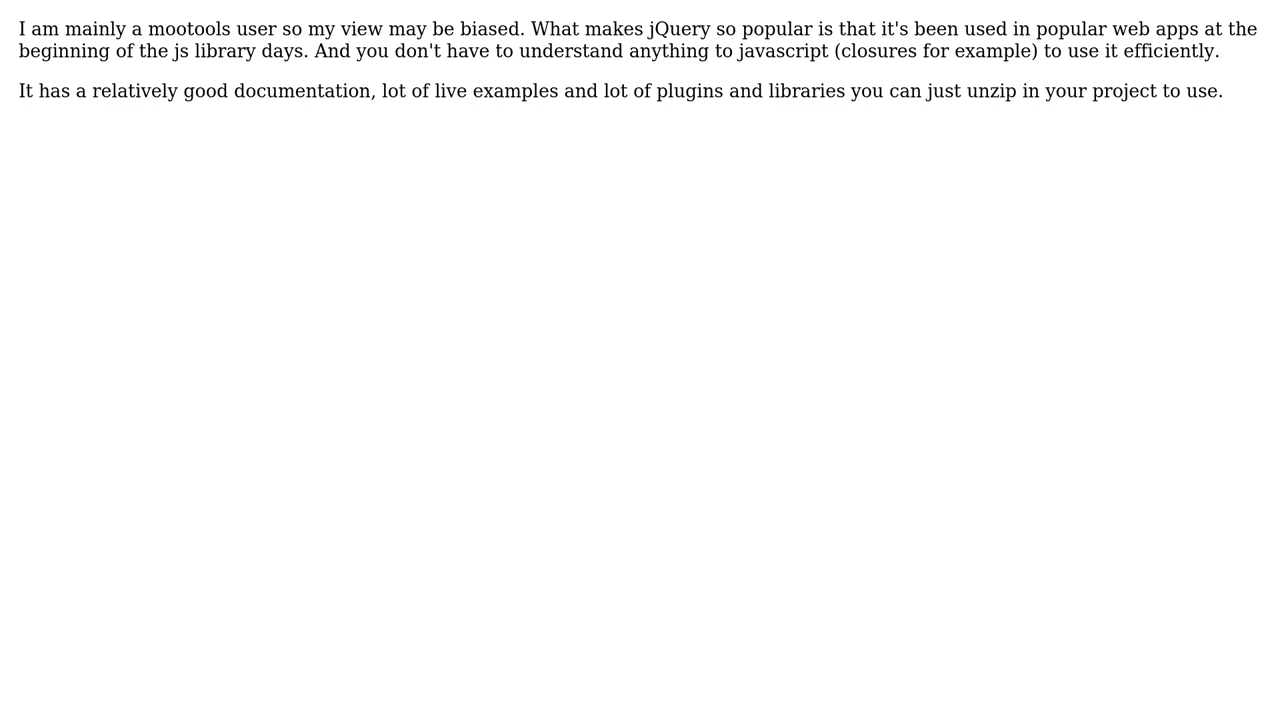 I am mainly a mootools user so my view may be biased. What makes jQuery so popular is that it's been used in popular web apps at the
beginning of the js library days. And you don't have to understand anything to javascript (closures for example) to use it efficiently.
It has a relatively good documentation, lot of live examples and lot of plugins and libraries you can just unzip in your project to use.